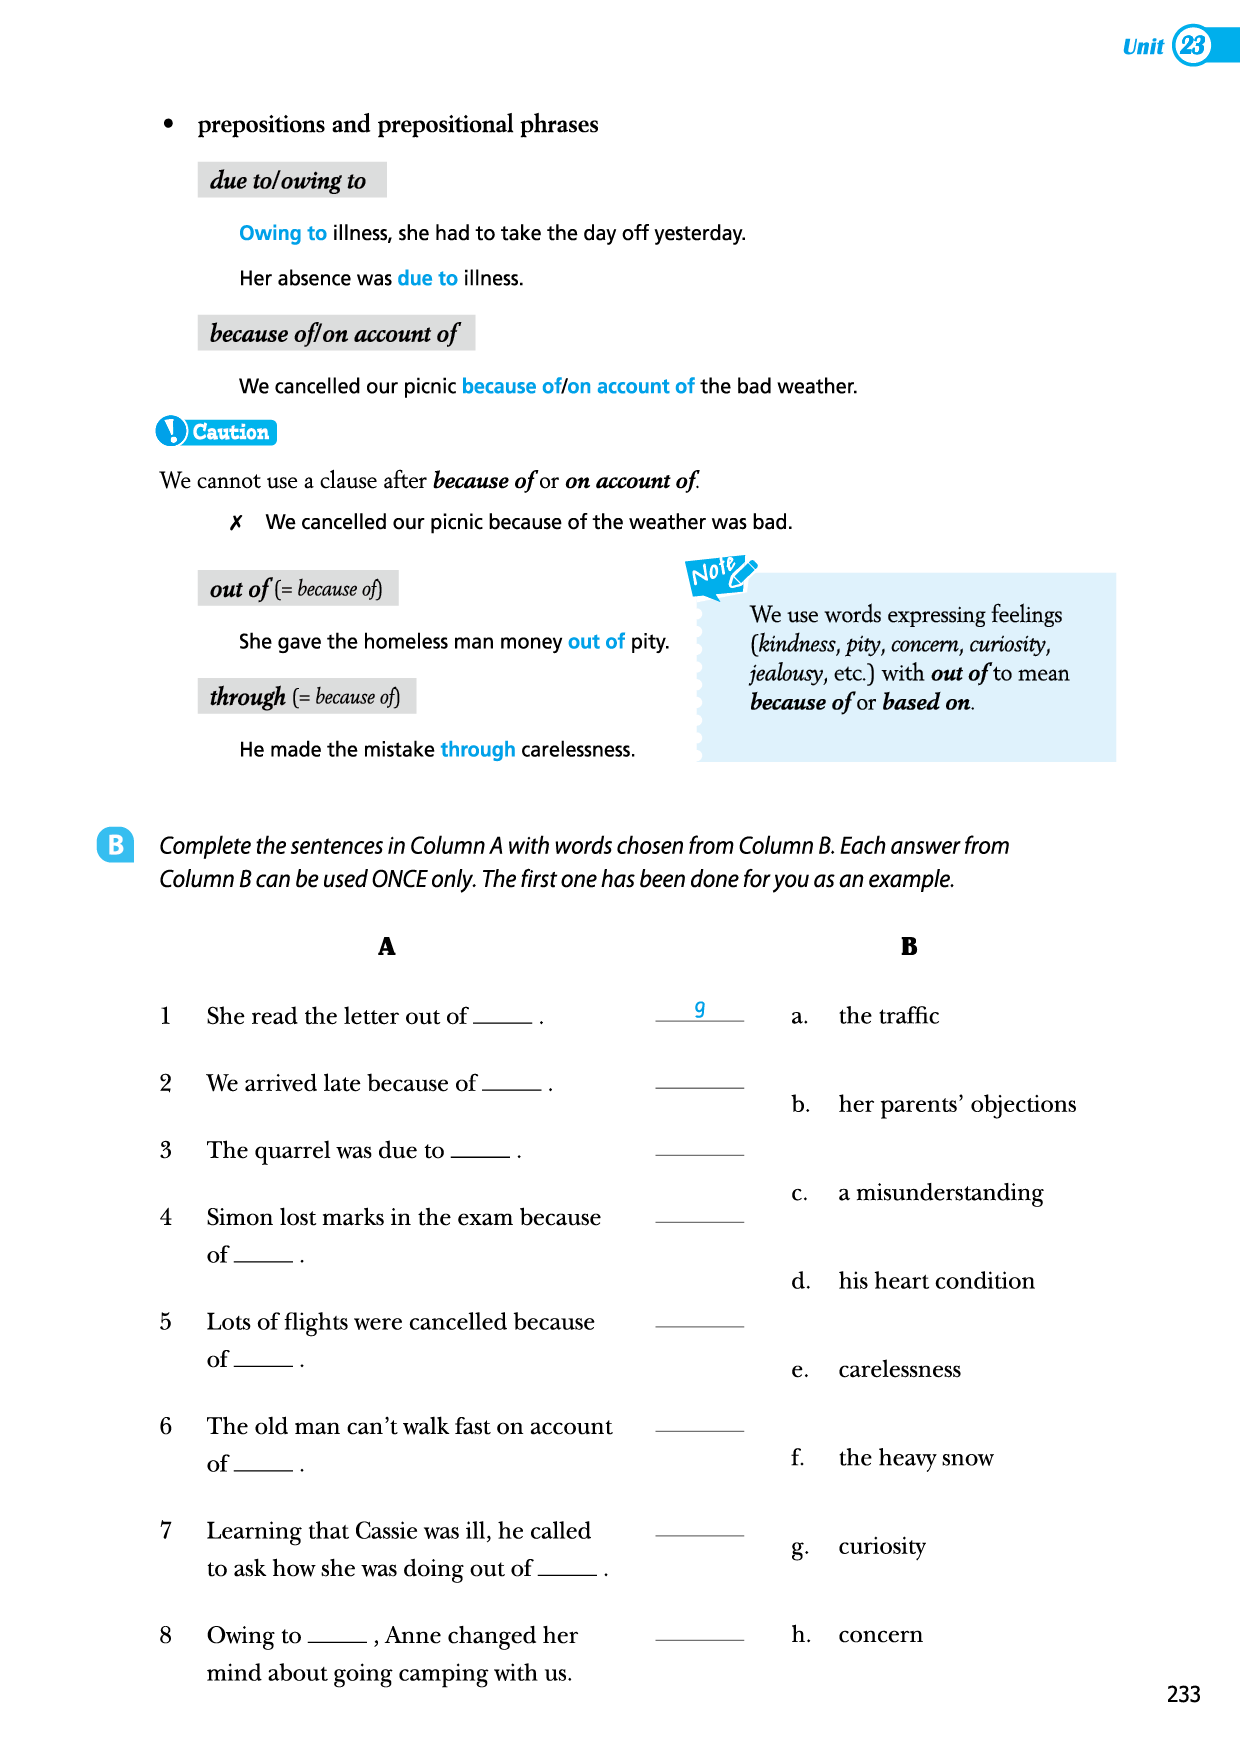 Unit 23
• prepositions and prepositional phrases
due to/owing to
Owing to illness, she had to take the day off yesterday.
Her absence was due to illness.
because of/on account of
We cancelled our picnic because of/on account of the bad weather.
! Caution
We cannot use a clause after because of or on account of.
✗ We cancelled our picnic because of the weather was bad.
out of (= because of)
She gave the homeless man money out of pity.
through (= because of)
He made the mistake through carelessness.
Note
We use words expressing feelings
(kindness, pity, concern, curiosity,
jealousy, etc.) with out of to mean
because of or based on.
B Complete the sentences in Column A with words chosen from Column B. Each answer from
Column B can be used ONCE only. The first one has been done for you as an example.
A
1 She read the letter out of _____ . g
2 We arrived late because of _____ .
3 The quarrel was due to _____ .
4 Simon lost marks in the exam because
of _____ .
5 Lots of flights were cancelled because
of _____ .
6 The old man can't walk fast on account
of _____ .
7 Learning that Cassie was ill, he called
to ask how she was doing out of _____ .
8 Owing to _____ , Anne changed her
mind about going camping with us.
B
a. the traffic
b. her parents' objections
c. a misunderstanding
d. his heart condition
e. carelessness
f. the heavy snow
g. curiosity
h. concern
233